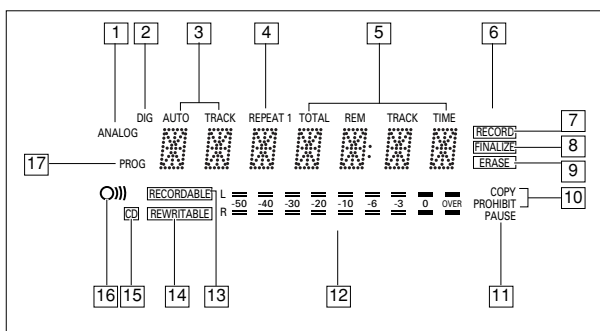 1 2 3 4 5 6
DIG AUTO TRACK REPEAT 1 TOTAL REM TRACK TIME
ANALOG
RECORD 7
FINALIZE 8
17 PROG
ERASE 9
RECORDABLE L -50 -40 -30 -20 -10 -6 -3 0 OVER
COPY
PROHIBIT 10
CD REWRITABLE R
PAUSE
16 15 14 13 12 11